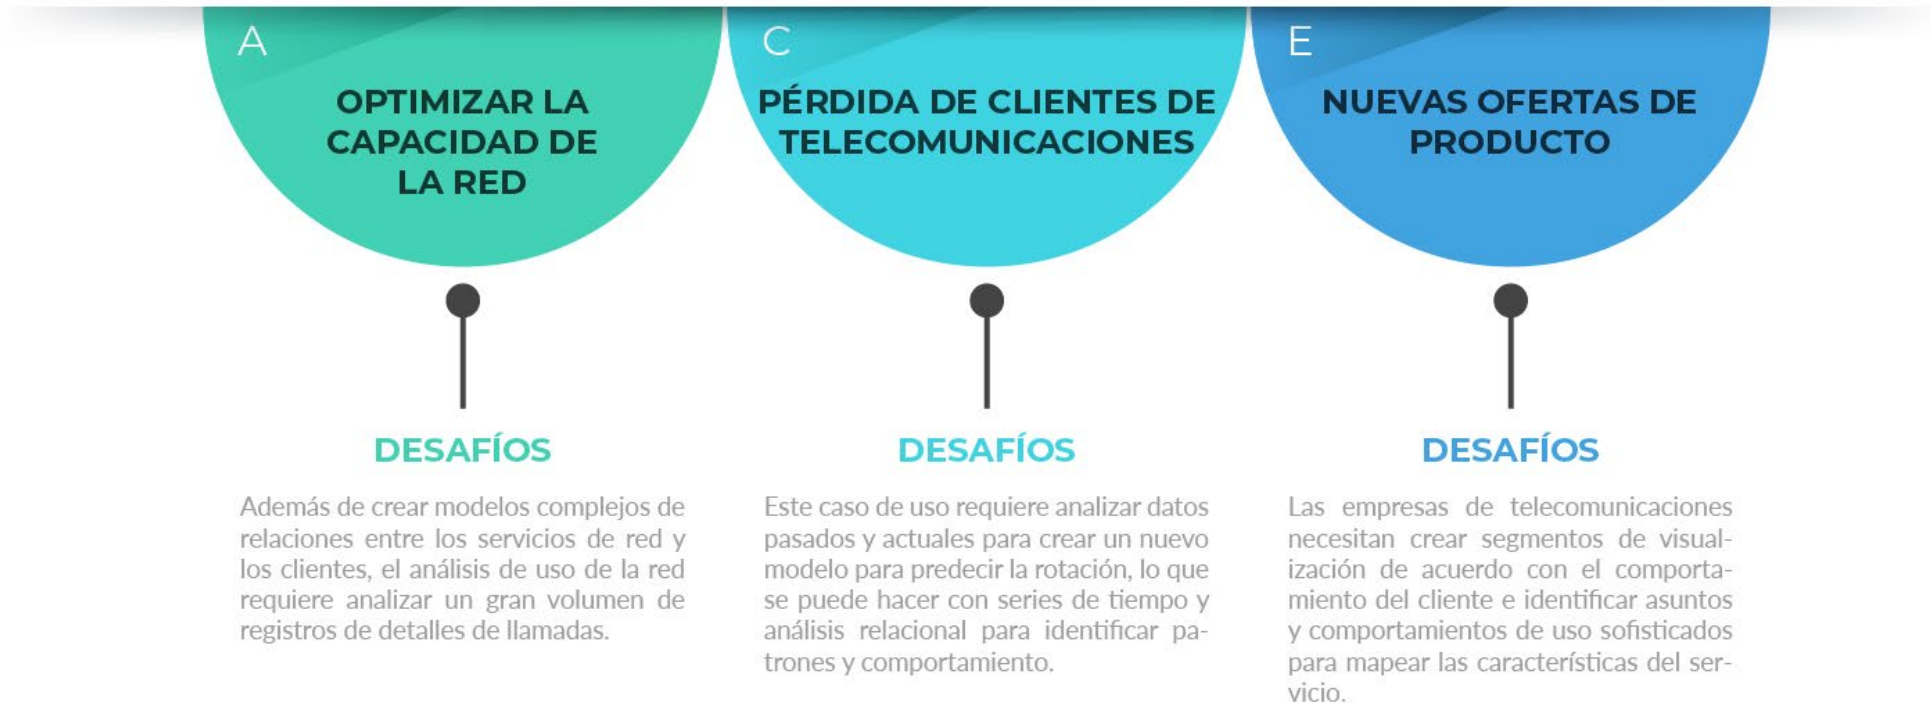 A
OPTIMIZAR LA
CAPACIDAD DE
LA RED
DESAFÍOS
Además de crear modelos complejos de
relaciones entre los servicios de red y
los clientes, el análisis de uso de la red
requiere analizar un gran volumen de
registros de detalles de llamadas.
C
PÉRDIDA DE CLIENTES DE
TELECOMUNICACIONES
DESAFÍOS
Este caso de uso requiere analizar datos
pasados y actuales para crear un nuevo
modelo para predecir la rotación, lo que
se puede hacer con series de tiempo y
análisis relacional para identificar pa-
trones y comportamiento.
E
NUEVAS OFERTAS DE
PRODUCTO
DESAFÍOS
Las empresas de telecomunicaciones
necesitan crear segmentos de visual-
ización de acuerdo con el comporta-
miento del cliente e identificar asuntos
y comportamientos de uso sofisticados
para mapear las características del ser-
vicio.